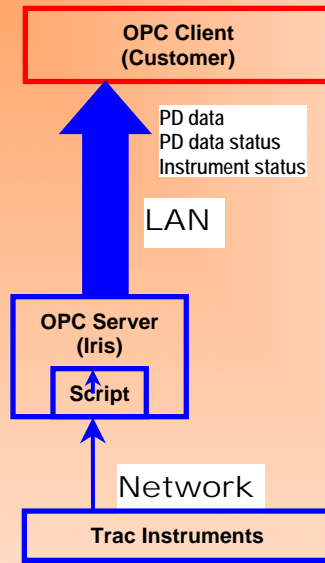 OPC Client
(Customer)
PD data
PD data status
Instrument status
LAN
OPC Server
(Iris)
Script
Network
Trac Instruments